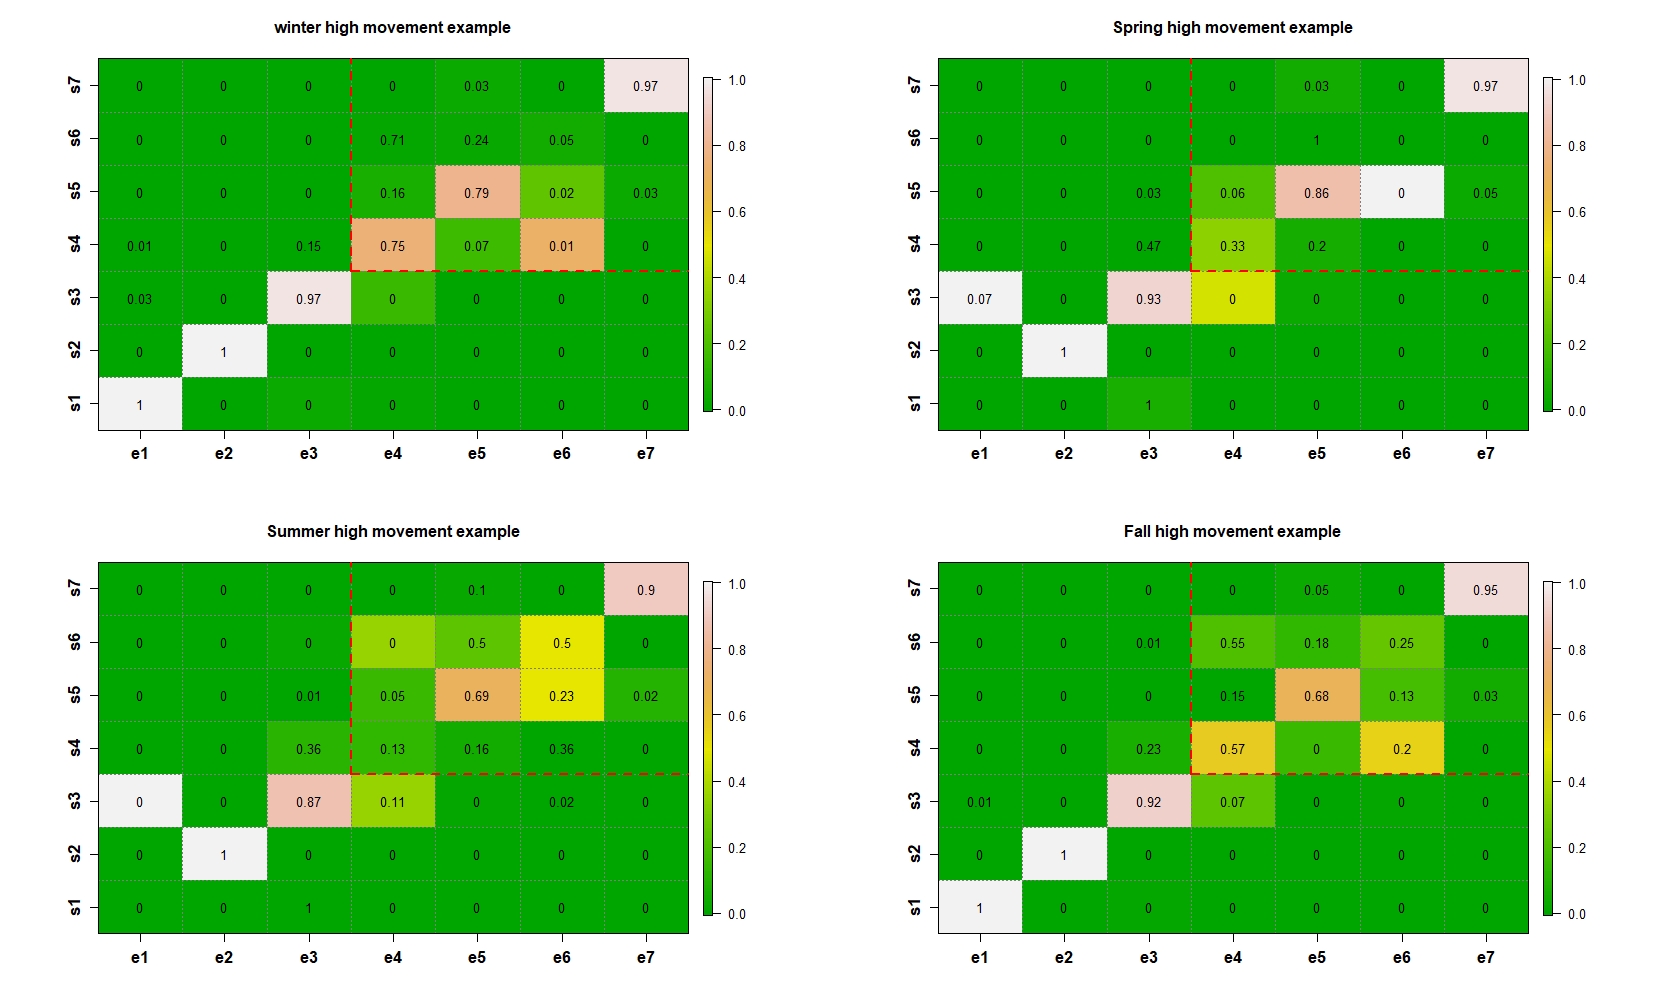 winter high movement example
s7 0 0 0 0 0.03 0 0.97
s6 0 0 0 0.71 0.24 0.05 0
s5 0 0 0 0.16 0.79 0.02 0.03
s4 0.01 0 0.15 0.75 0.07 0.01 0
s3 0.03 0 0.97 0 0 0 0
s2 0 1 0 0 0 0 0
s1 1 0 0 0 0 0 0
e1 e2 e3 e4 e5 e6 e7
1.0
0.8
0.6
0.4
0.2
0.0
Spring high movement example
s7 0 0 0 0 0.03 0 0.97
s6 0 0 0 0 1 0 0
s5 0 0 0.03 0.06 0.86 0 0.05
s4 0 0 0.47 0.33 0.2 0 0
s3 0.07 0 0.93 0 0 0 0
s2 0 1 0 0 0 0 0
s1 0 0 1 0 0 0 0
e1 e2 e3 e4 e5 e6 e7
1.0
0.8
0.6
0.4
0.2
0.0
Summer high movement example
s7 0 0 0 0 0.1 0 0.9
s6 0 0 0 0 0.5 0.5 0
s5 0 0 0.01 0.05 0.69 0.23 0.02
s4 0 0 0.36 0.13 0.16 0.36 0
s3 0 0 0.87 0.11 0 0.02 0
s2 0 1 0 0 0 0 0
s1 0 0 1 0 0 0 0
e1 e2 e3 e4 e5 e6 e7
1.0
0.8
0.6
0.4
0.2
0.0
Fall high movement example
s7 0 0 0 0 0.05 0 0.95
s6 0 0 0.01 0.55 0.18 0.25 0
s5 0 0 0 0.15 0.68 0.13 0.03
s4 0 0 0.23 0.57 0 0.2 0
s3 0.01 0 0.92 0.07 0 0 0
s2 0 1 0 0 0 0 0
s1 1 0 0 0 0 0 0
e1 e2 e3 e4 e5 e6 e7
1.0
0.8
0.6
0.4
0.2
0.0